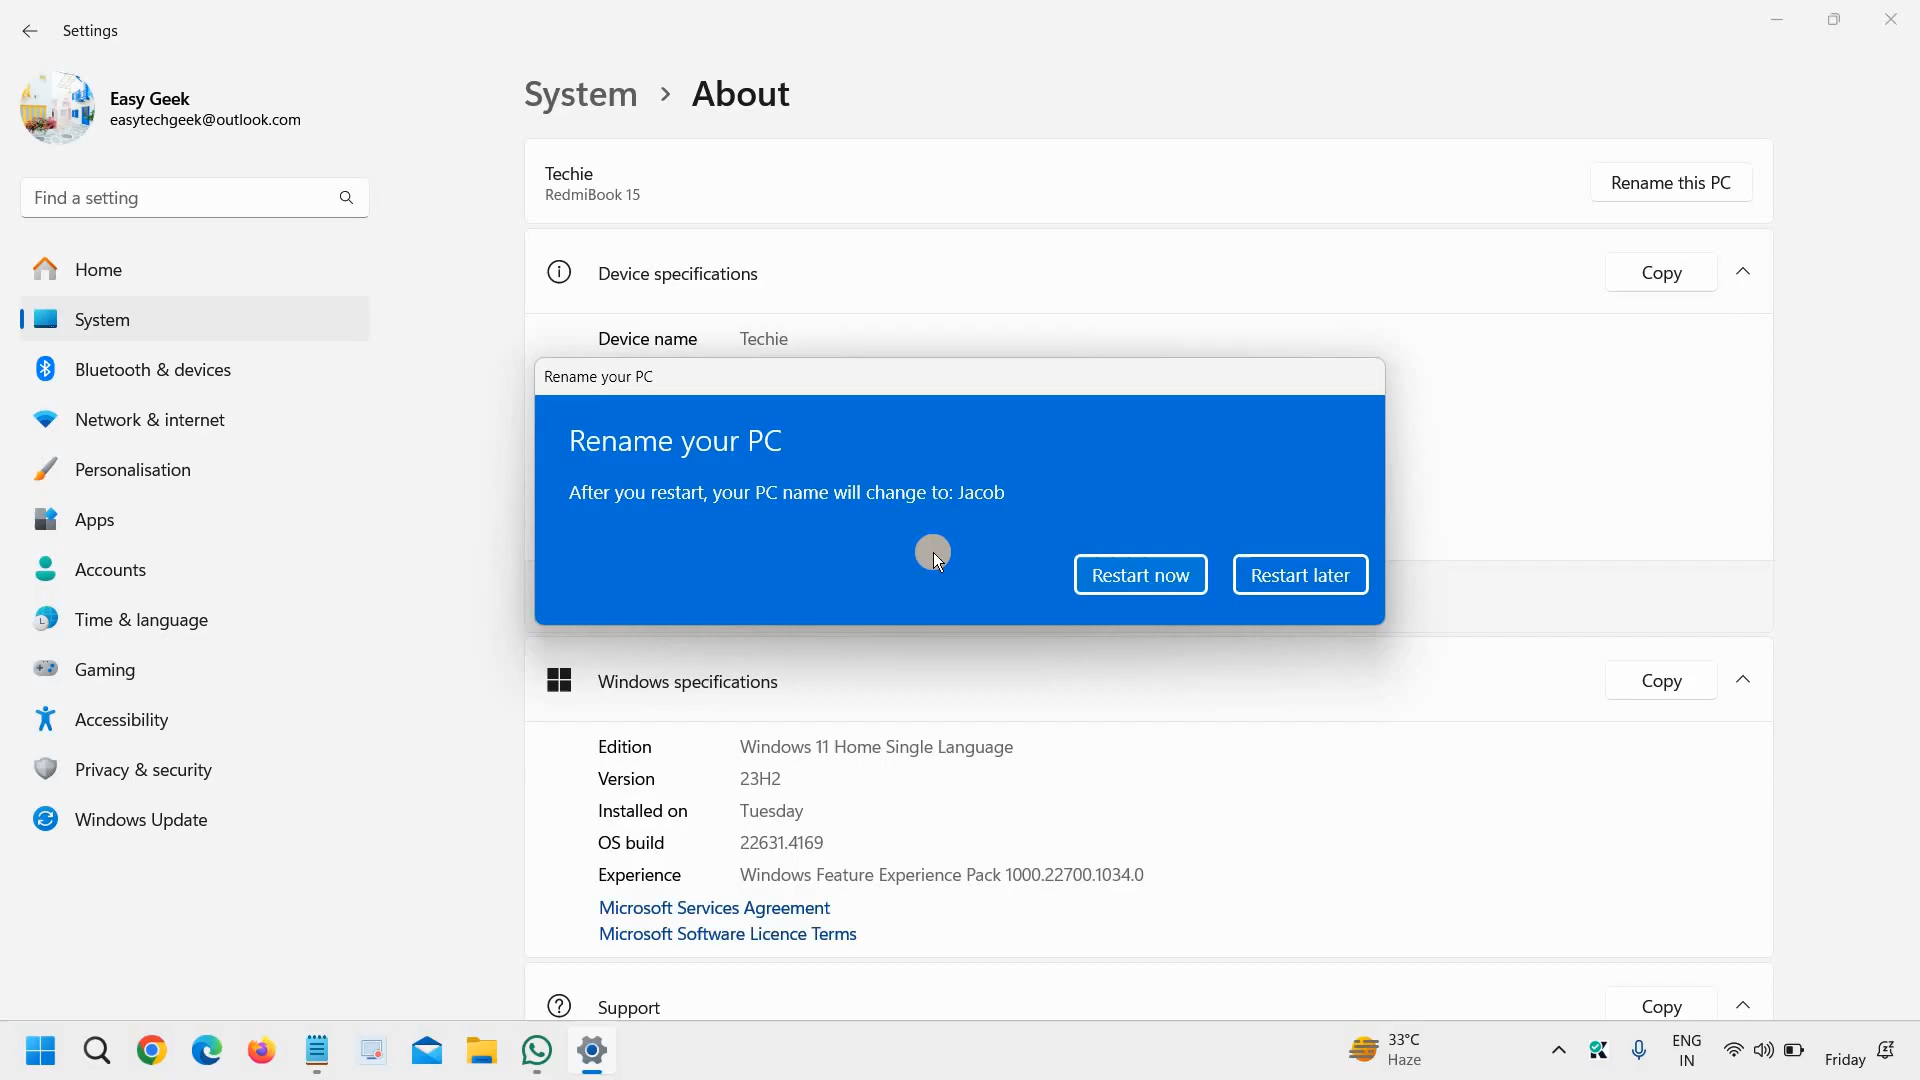 Settings
Easy Geek
easytechgeek@outlook.com
Find a setting
Home
System
Bluetooth & devices
Network & internet
Personalisation
Apps
Accounts
Time & language
Gaming
Accessibility
Privacy & security
Windows Update
System > About
Techie
RedmiBook 15
Rename this PC
Device specifications
Copy
Device name Techie
Rename your PC
Rename your PC
After you restart, your PC name will change to: Jacob
Restart now
Restart later
Windows specifications
Copy
Edition Windows 11 Home Single Language
Version 23H2
Installed on Tuesday
OS build 22631.4169
Experience Windows Feature Experience Pack 1000.22700.1034.0
Microsoft Services Agreement
Microsoft Software Licence Terms
Support
Copy
33°C
Haze
ENG
IN
Friday